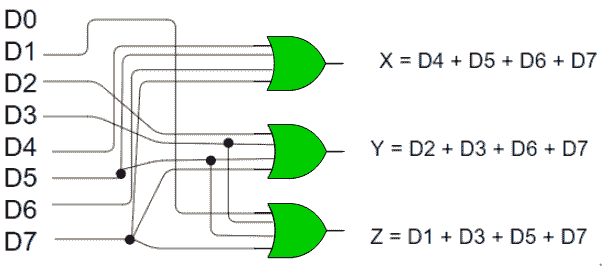 D0
D1
D2
D3
D4
D5
D6
D7
X = D4 + D5 + D6 + D7
Y = D2 + D3 + D6 + D7
Z = D1 + D3 + D5 + D7